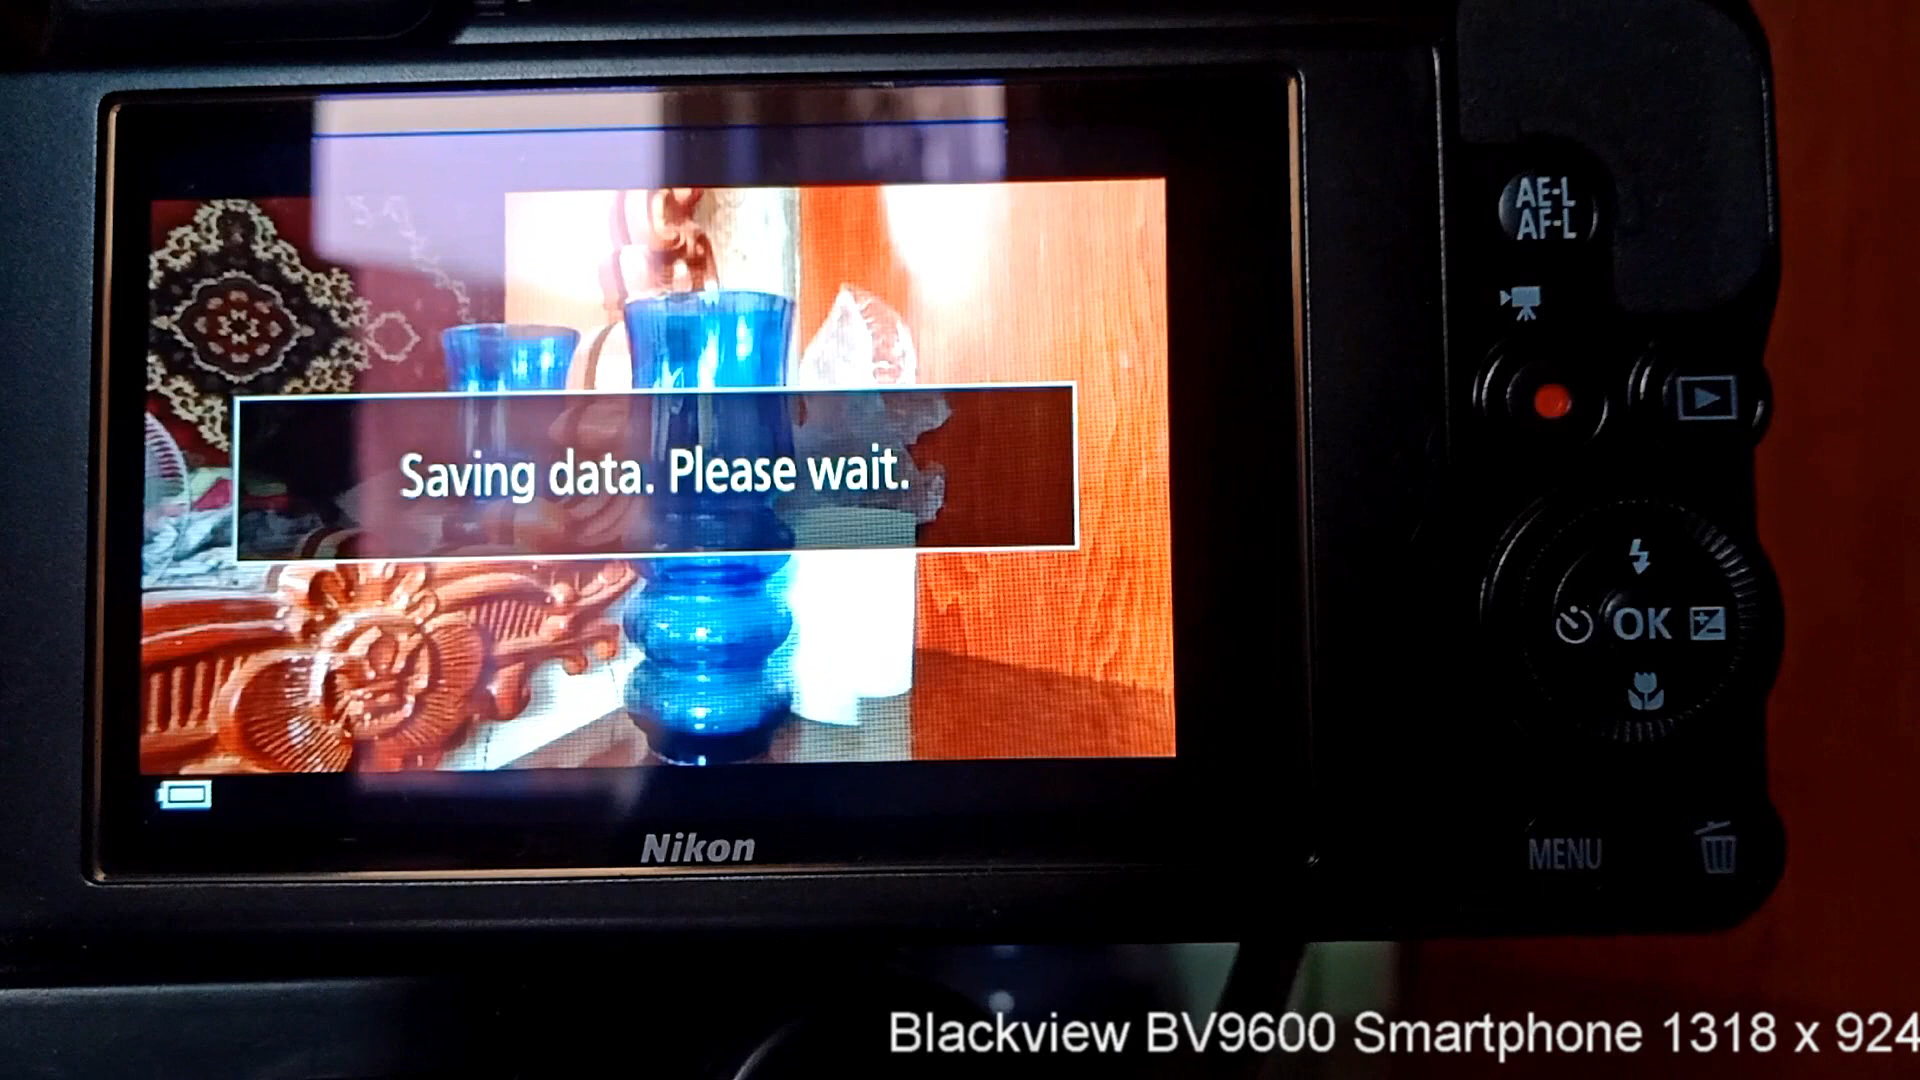 AE-L
AF-L
Saving data. Please wait.
OK
Nikon
MENU
Blackview BV9600 Smartphone 1318 x 924